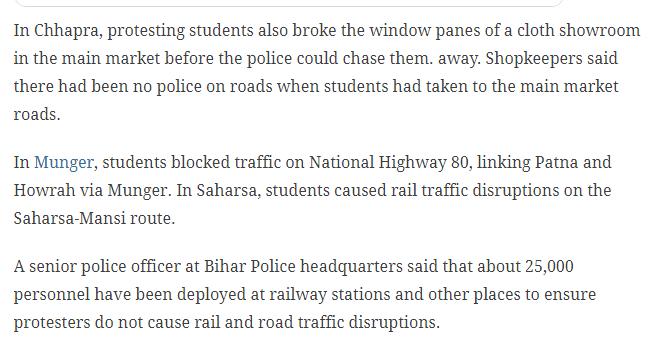 In Chhapra, protesting students also broke the window panes of a cloth showroom
in the main market before the police could chase them. away. Shopkeepers said
there had been no police on roads when students had taken to the main market
roads.
In Munger, students blocked traffic on National Highway 80, linking Patna and
Howrah via Munger. In Saharsa, students caused rail traffic disruptions on the
Saharsa-Mansi route.
A senior police officer at Bihar Police headquarters said that about 25,000
personnel have been deployed at railway stations and other places to ensure
protesters do not cause rail and road traffic disruptions.